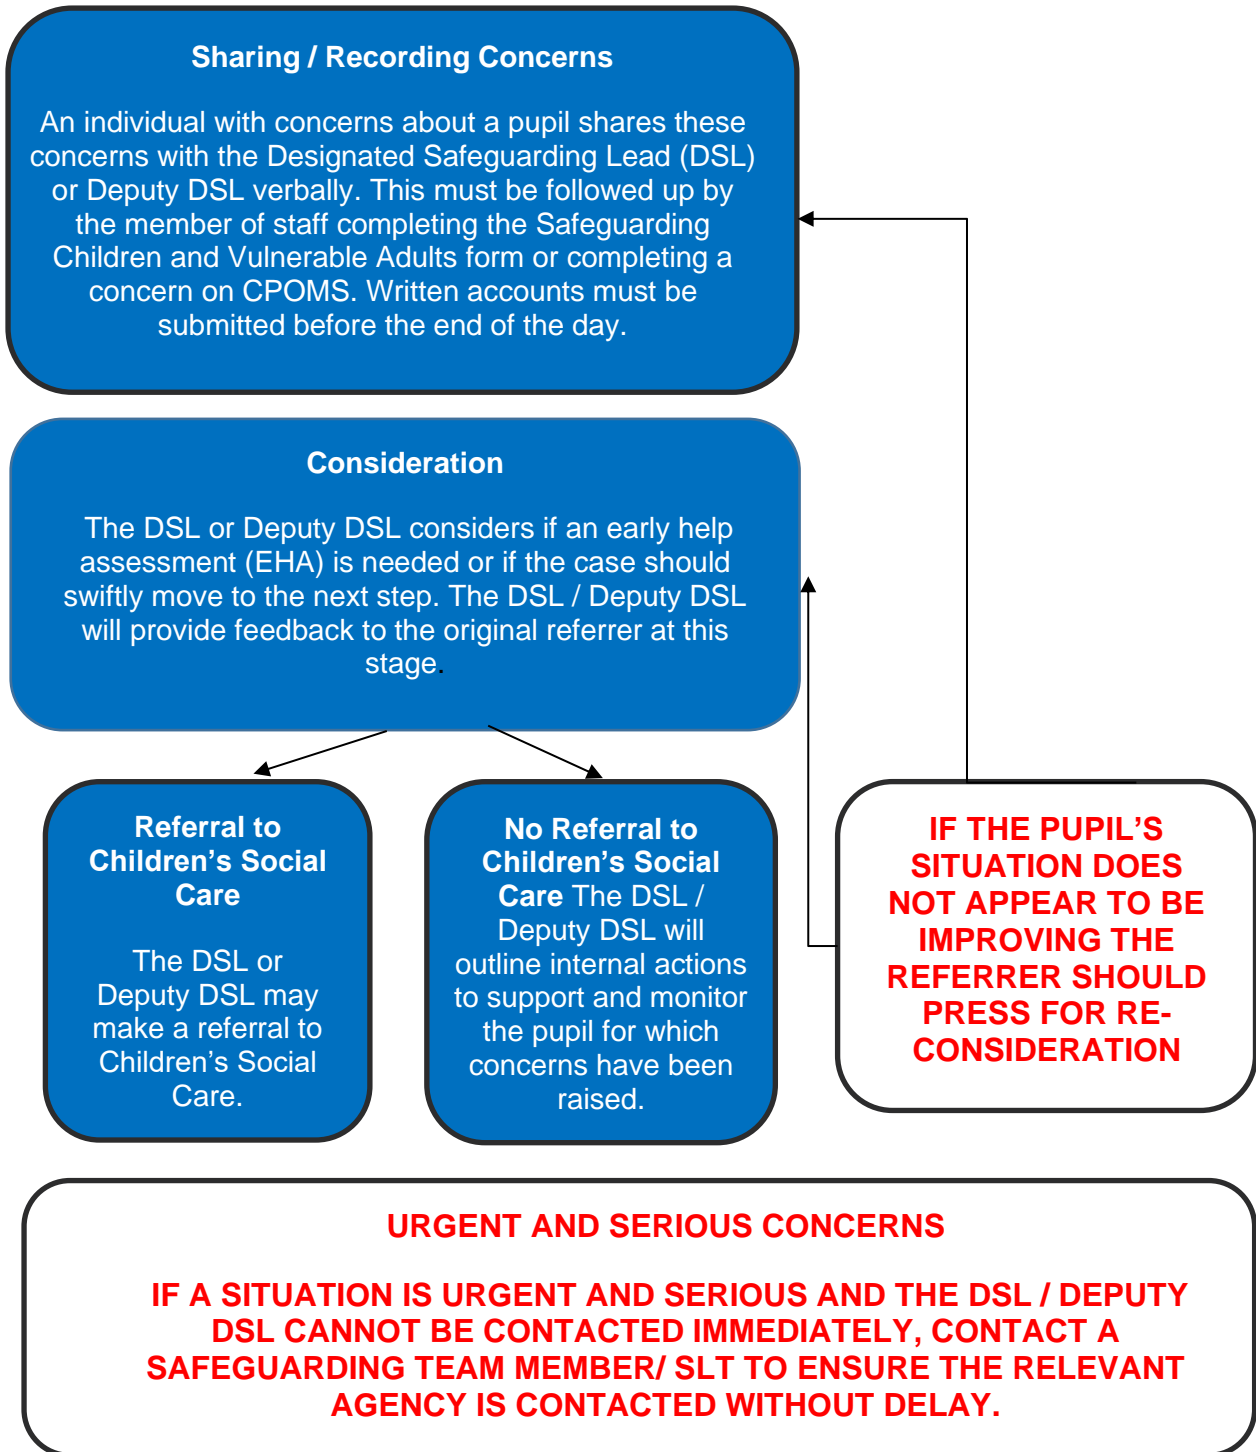 Sharing / Recording Concerns
An individual with concerns about a pupil shares these
concerns with the Designated Safeguarding Lead (DSL)
or Deputy DSL verbally. This must be followed up by
the member of staff completing the Safeguarding
Children and Vulnerable Adults form or completing a
concern on CPOMS. Written accounts must be
submitted before the end of the day.
Consideration
The DSL or Deputy DSL considers if an early help
assessment (EHA) is needed or if the case should
swiftly move to the next step. The DSL / Deputy DSL
will provide feedback to the original referrer at this
stage.
Referral to
Children’s Social
Care
The DSL or
Deputy DSL may
make a referral to
Children’s Social
Care.
No Referral to
Children’s Social
Care The DSL /
Deputy DSL will
outline internal actions
to support and monitor
the pupil for which
concerns have been
raised.
IF THE PUPIL’S
SITUATION DOES
NOT APPEAR TO BE
IMPROVING THE
REFERRER SHOULD
PRESS FOR RE-
CONSIDERATION
URGENT AND SERIOUS CONCERNS
IF A SITUATION IS URGENT AND SERIOUS AND THE DSL / DEPUTY
DSL CANNOT BE CONTACTED IMMEDIATELY, CONTACT A
SAFEGUARDING TEAM MEMBER/ SLT TO ENSURE THE RELEVANT
AGENCY IS CONTACTED WITHOUT DELAY.